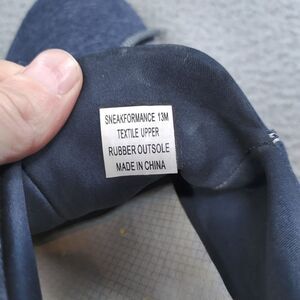 SNEAKFORMANCE 13M
TEXTILE UPPER
RUBBER OUTSOLE
MADE IN CHINA